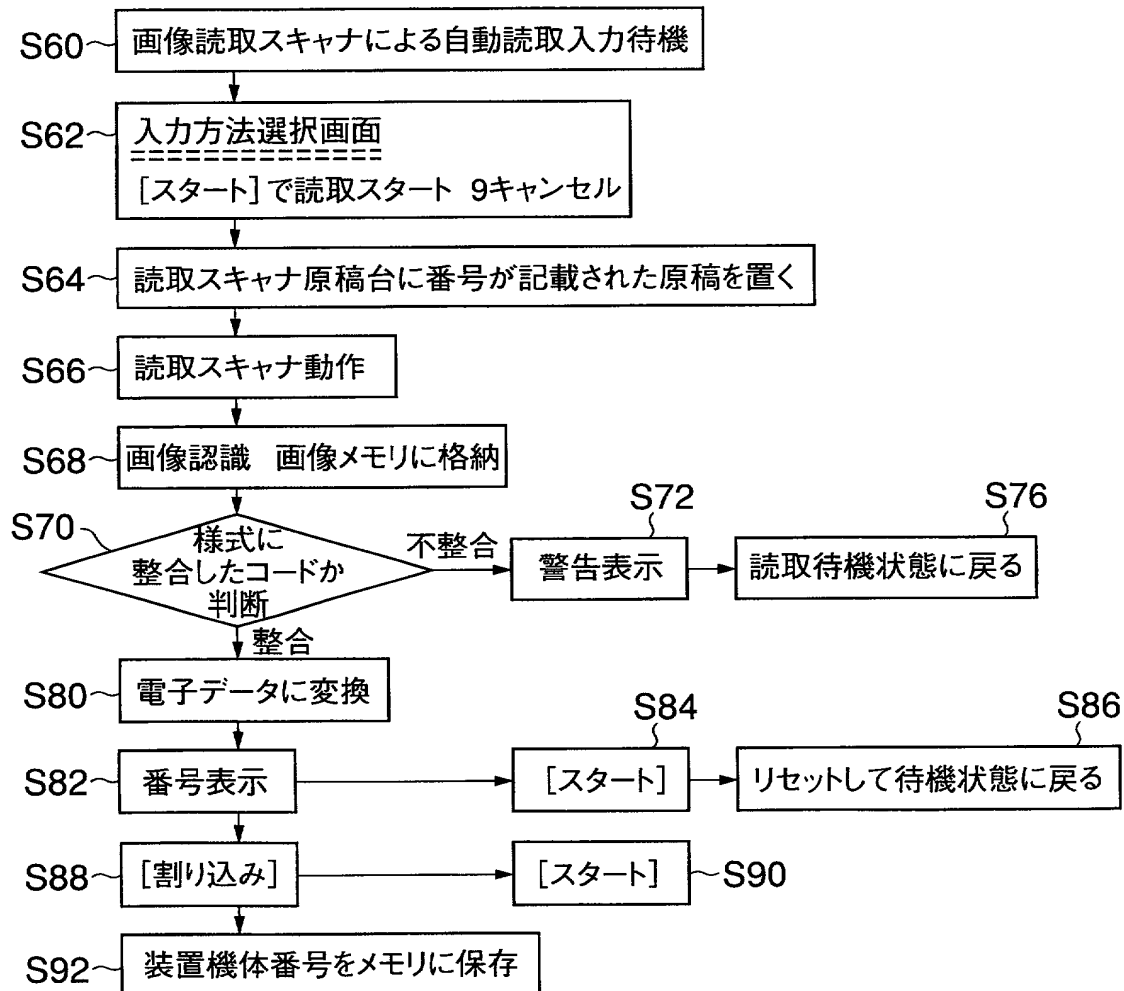 S60
画像読取スキャナによる自動読取入力待機
S62
入力方法選択画面
==============
[スタート]で読取スタート 9キャンセル
S64
読取スキャナ原稿台に番号が記載された原稿を置く
S66
読取スキャナ動作
S68
画像認識 画像メモリに格納
S70
様式に
整合したコードか
判断
不整合
S72
警告表示
S76
読取待機状態に戻る
整合
S80
電子データに変換
S82
番号表示
S84
[スタート]
S86
リセットして待機状態に戻る
S88
[割り込み]
[スタート]
S90
S92
装置機体番号をメモリに保存